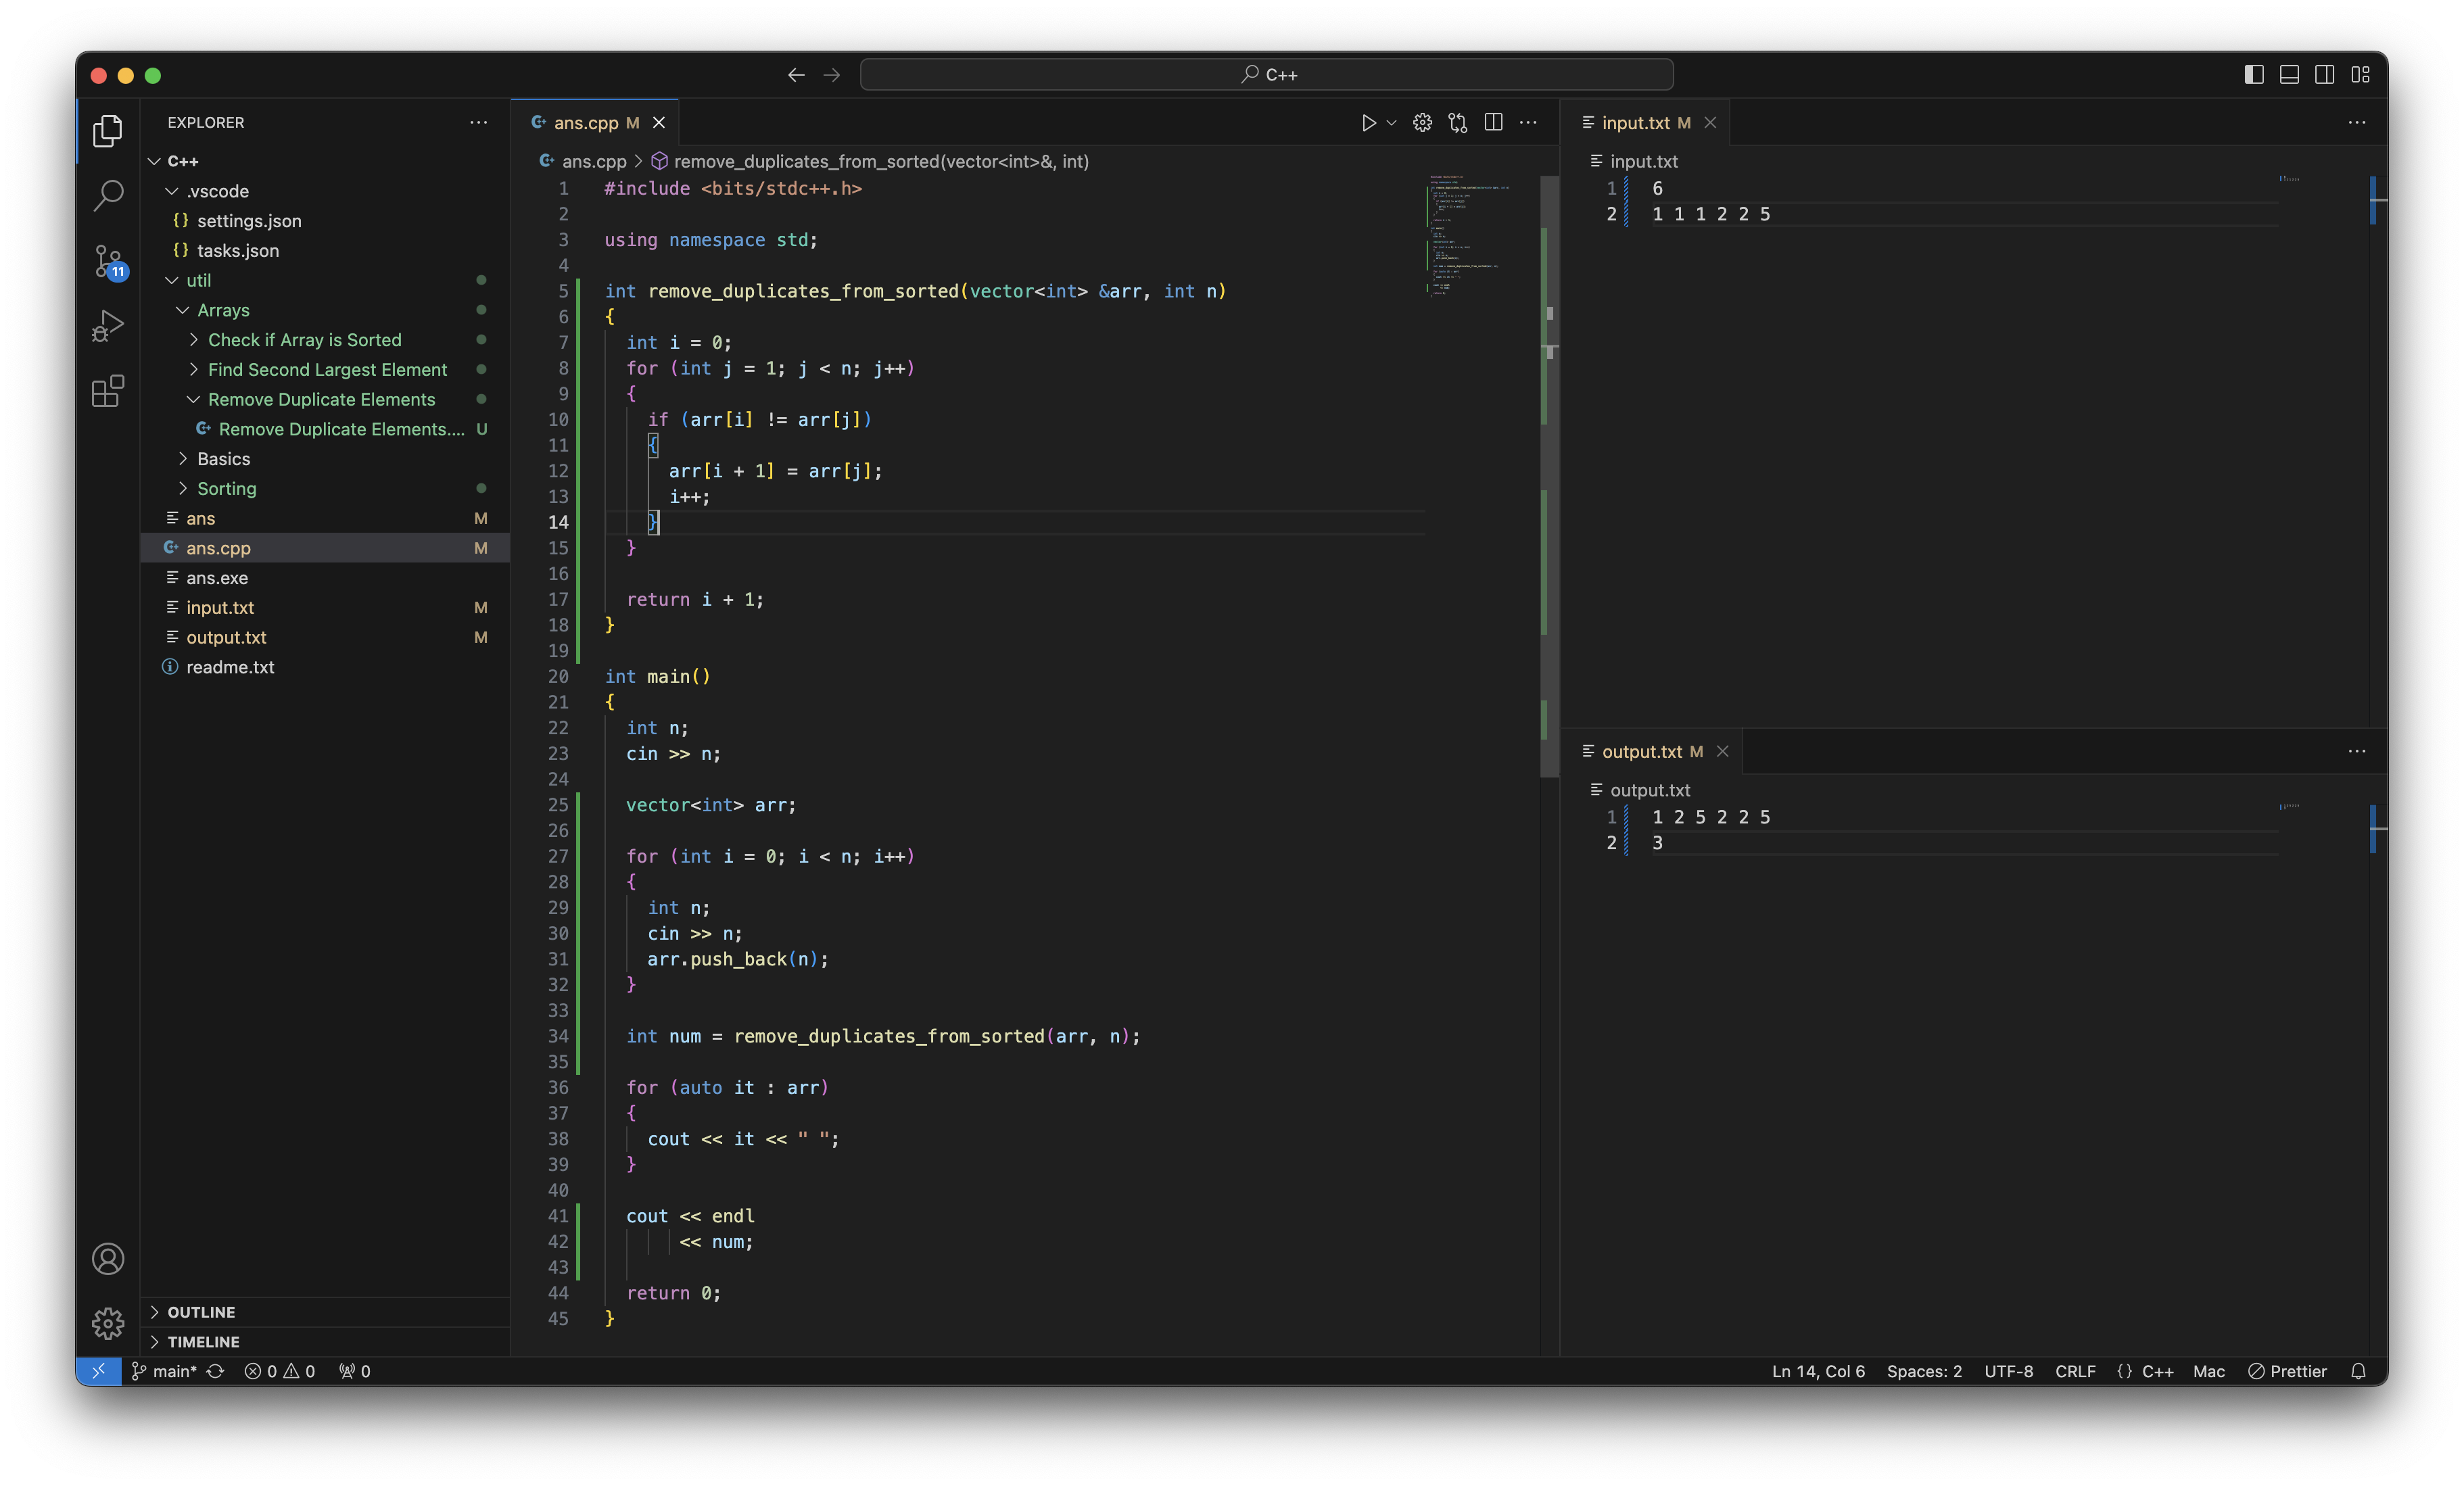 C++
EXPLORER
C++
.vscode
{} settings.json
{} tasks.json
util
Arrays
Check if Array is Sorted
Find Second Largest Element
Remove Duplicate Elements
Remove Duplicate Elements.... U
Basics
Sorting
ans M
ans.cpp M
ans.exe
input.txt M
output.txt M
readme.txt
OUTLINE
TIMELINE
11
ans.cpp M
ans.cpp > remove_duplicates_from_sorted(vector<int>&, int)
1 #include <bits/stdc++.h>
2
3 using namespace std;
4
5 int remove_duplicates_from_sorted(vector<int> &arr, int n)
6 {
7 int i = 0;
8 for (int j = 1; j < n; j++)
9 {
10 if (arr[i] != arr[j])
11 {
12 arr[i + 1] = arr[j];
13 i++;
14 }
15 }
16
17 return i + 1;
18 }
19
20 int main()
21 {
22 int n;
23 cin >> n;
24
25 vector<int> arr;
26
27 for (int i = 0; i < n; i++)
28 {
29 int n;
30 cin >> n;
31 arr.push_back(n);
32 }
33
34 int num = remove_duplicates_from_sorted(arr, n);
35
36 for (auto it : arr)
37 {
38 cout << it << " ";
39 }
40
41 cout << endl
42 << num;
43
44 return 0;
45 }
input.txt M
input.txt
1 6
2 1 1 1 2 2 5
output.txt M
output.txt
1 1 2 5 2 2 5
2 3
main* 0 0 0
Ln 14, Col 6 Spaces: 2 UTF-8 CRLF {} C++ Mac Prettier